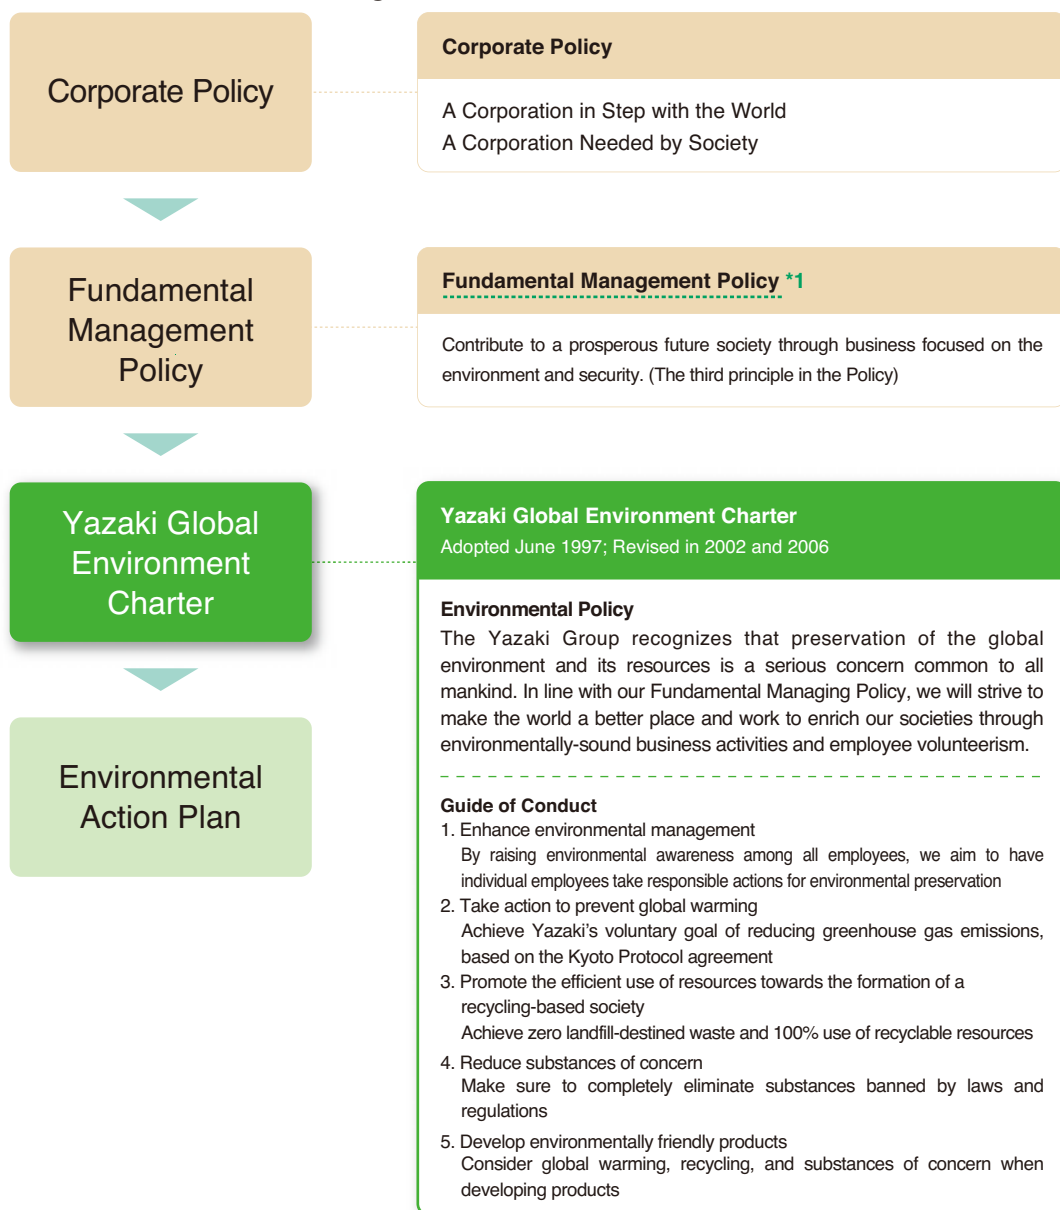 Corporate Policy
Corporate Policy
A Corporation in Step with the World
A Corporation Needed by Society
Fundamental
Management
Policy
Fundamental Management Policy *1
Contribute to a prosperous future society through business focused on the
environment and security. (The third principle in the Policy)
Yazaki Global
Environment
Charter
Yazaki Global Environment Charter
Adopted June 1997; Revised in 2002 and 2006
Environmental Policy
The Yazaki Group recognizes that preservation of the global
environment and its resources is a serious concern common to all
mankind. In line with our Fundamental Managing Policy, we will strive to
make the world a better place and work to enrich our societies through
environmentally-sound business activities and employee volunteerism.
Environmental
Action Plan
Guide of Conduct
1. Enhance environmental management
By raising environmental awareness among all employees, we aim to have
individual employees take responsible actions for environmental preservation
2. Take action to prevent global warming
Achieve Yazaki's voluntary goal of reducing greenhouse gas emissions,
based on the Kyoto Protocol agreement
3. Promote the efficient use of resources towards the formation of a
recycling-based society
Achieve zero landfill-destined waste and 100% use of recyclable resources
4. Reduce substances of concern
Make sure to completely eliminate substances banned by laws and
regulations
5. Develop environmentally friendly products
Consider global warming, recycling, and substances of concern when
developing products